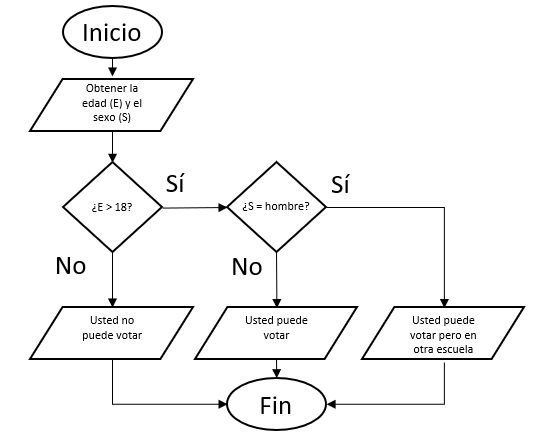 Inicio
Obtener la
edad (E) y el
sexo (S)
¿E > 18?
Sí
¿S = hombre?
Sí
No
No
Usted no
puede votar
Usted puede
votar
Usted puede
votar pero en
otra escuela
Fin